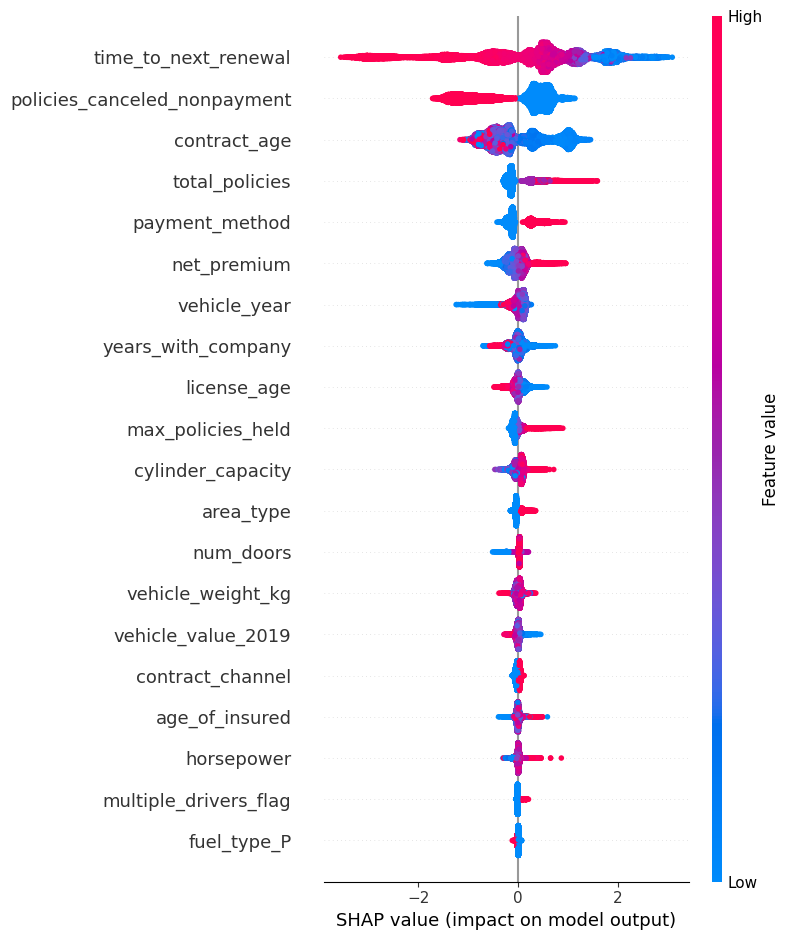 High
time_to_next_renewal
policies_canceled_nonpayment
contract_age
total_policies
payment_method
net_premium
vehicle_year
years_with_company
license_age
max_policies_held
cylinder_capacity
area_type
num_doors
vehicle_weight_kg
vehicle_value_2019
contract_channel
age_of_insured
horsepower
multiple_drivers_flag
fuel_type_P
Feature value
Low
−2 0 2
SHAP value (impact on model output)